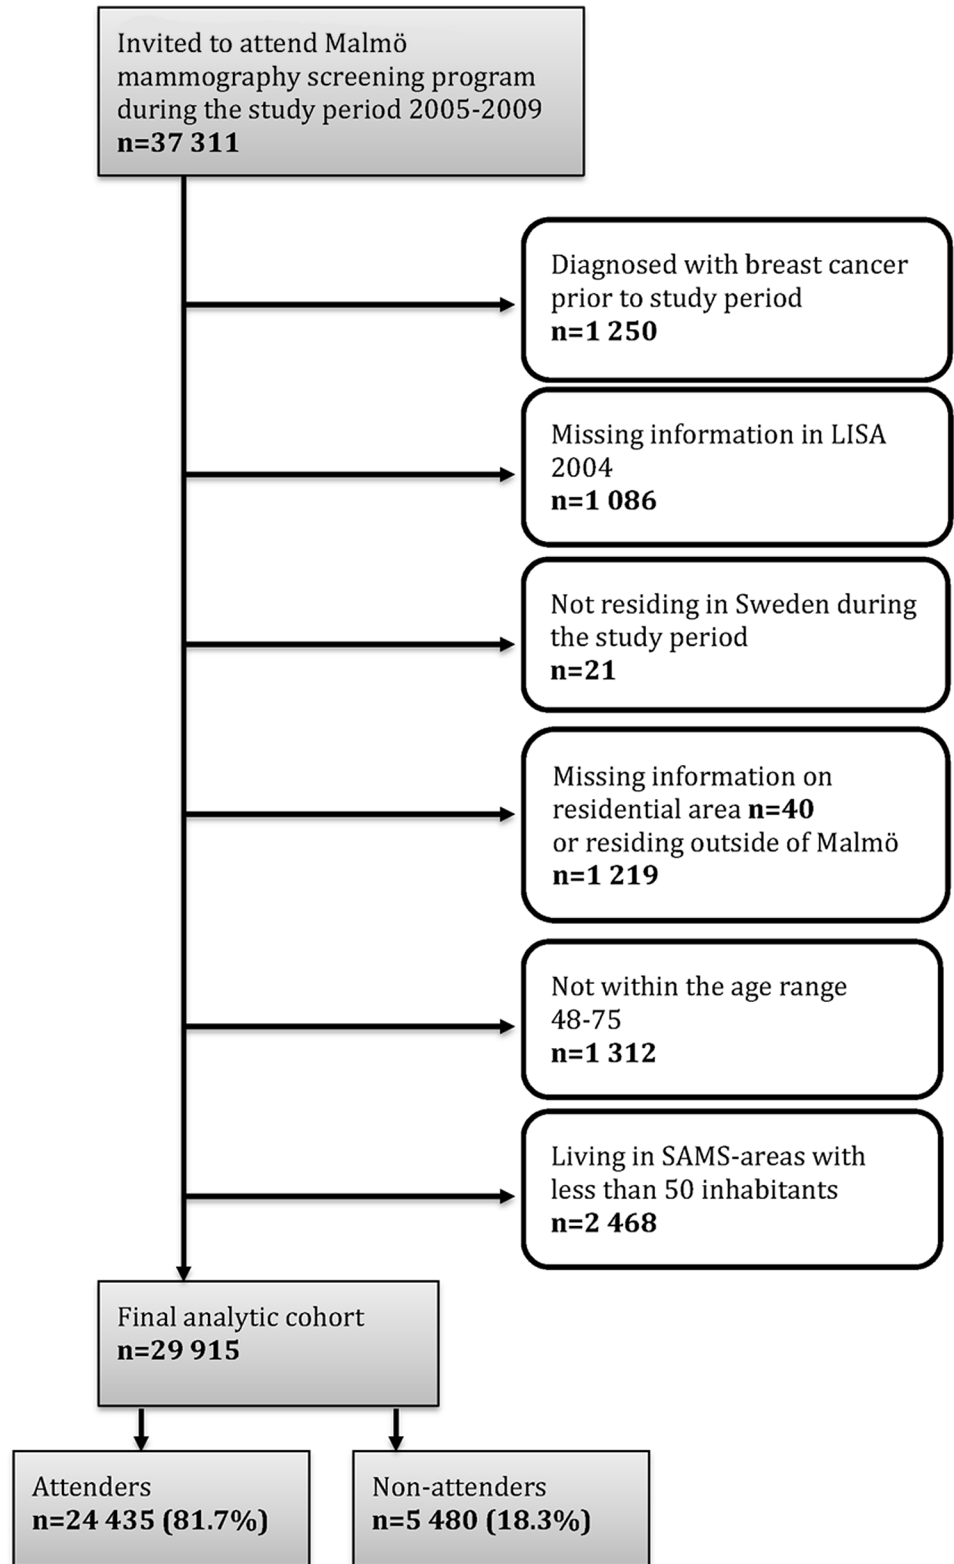 Invited to attend Malmö
mammography screening program
during the study period 2005-2009
n=37 311
Diagnosed with breast cancer
prior to study period
n=1 250
Missing information in LISA
2004
n=1 086
Not residing in Sweden during
the study period
n=21
Missing information on
residential area n=40
or residing outside of Malmö
n=1 219
Not within the age range
48-75
n=1 312
Living in SAMS-areas with
less than 50 inhabitants
n=2 468
Final analytic cohort
n=29 915
Attenders
n=24 435 (81.7%)
Non-attenders
n=5 480 (18.3%)